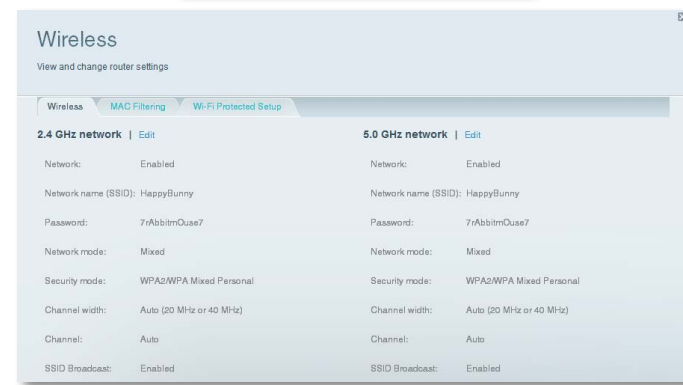 Wireless
View and change router settings
Wireless MAC Filtering Wi-Fi Protected Setup
2.4 GHz network | Edit
Network: Enabled
Network name (SSID): HappyBunny
Password: 7rAbbitmOuse7
Network mode: Mixed
Security mode: WPA2/WPA Mixed Personal
Channel width: Auto (20 MHz or 40 MHz)
Channel: Auto
SSID Broadcast: Enabled
5.0 GHz network | Edit
Network: Enabled
Network name (SSID): HappyBunny
Password: 7rAbbitmOuse7
Network mode: Mixed
Security mode: WPA2/WPA Mixed Personal
Channel width: Auto (20 MHz or 40 MHz)
Channel: Auto
SSID Broadcast: Enabled